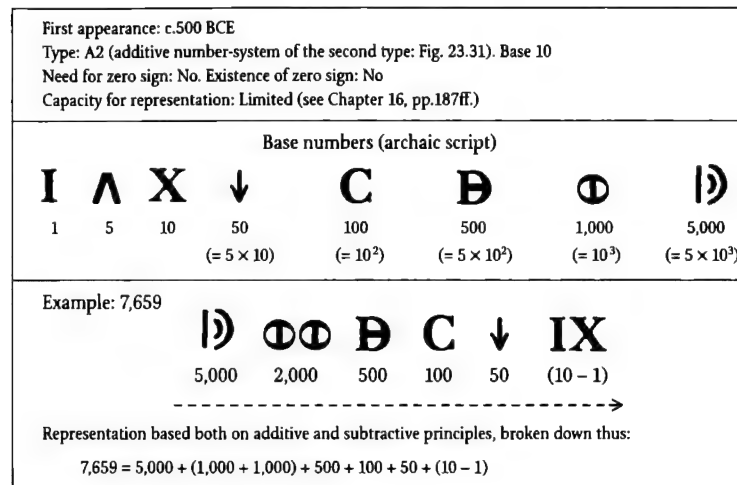 First appearance: c.500 BCE
Type: A2 (additive number-system of the second type: Fig. 23.31). Base 10
Need for zero sign: No. Existence of zero sign: No
Capacity for representation: Limited (see Chapter 16, pp.187ff.)
Base numbers (archaic script)
I Λ X ↓ C D Φ |))
1 5 10 50 100 500 1,000 5,000
(= 5 × 10) (= 10²) (= 5 × 10²) (= 10³) (= 5 × 10³)
Example: 7,659
|)) ΦΦ D C ↓ IX
5,000 2,000 500 100 50 (10 – 1)
Representation based both on additive and subtractive principles, broken down thus:
7,659 = 5,000 + (1,000 + 1,000) + 500 + 100 + 50 + (10 – 1)